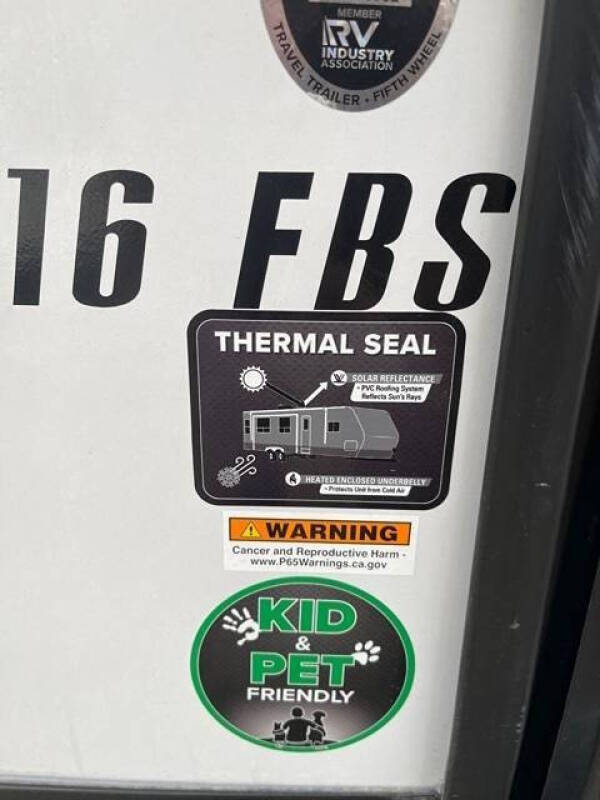 MEMBER
RV
INDUSTRY
ASSOCIATION
TRAVEL TRAILER • FIFTH WHEEL
16 FBS
THERMAL SEAL
SOLAR REFLECTANCE
• PVC Roofing System
Reflects Sun's Rays
HEATED ENCLOSED UNDERBELLY
• Protects Unit from Cold Air
WARNING
Cancer and Reproductive Harm -
www.P65Warnings.ca.gov
KID
&
PET
FRIENDLY